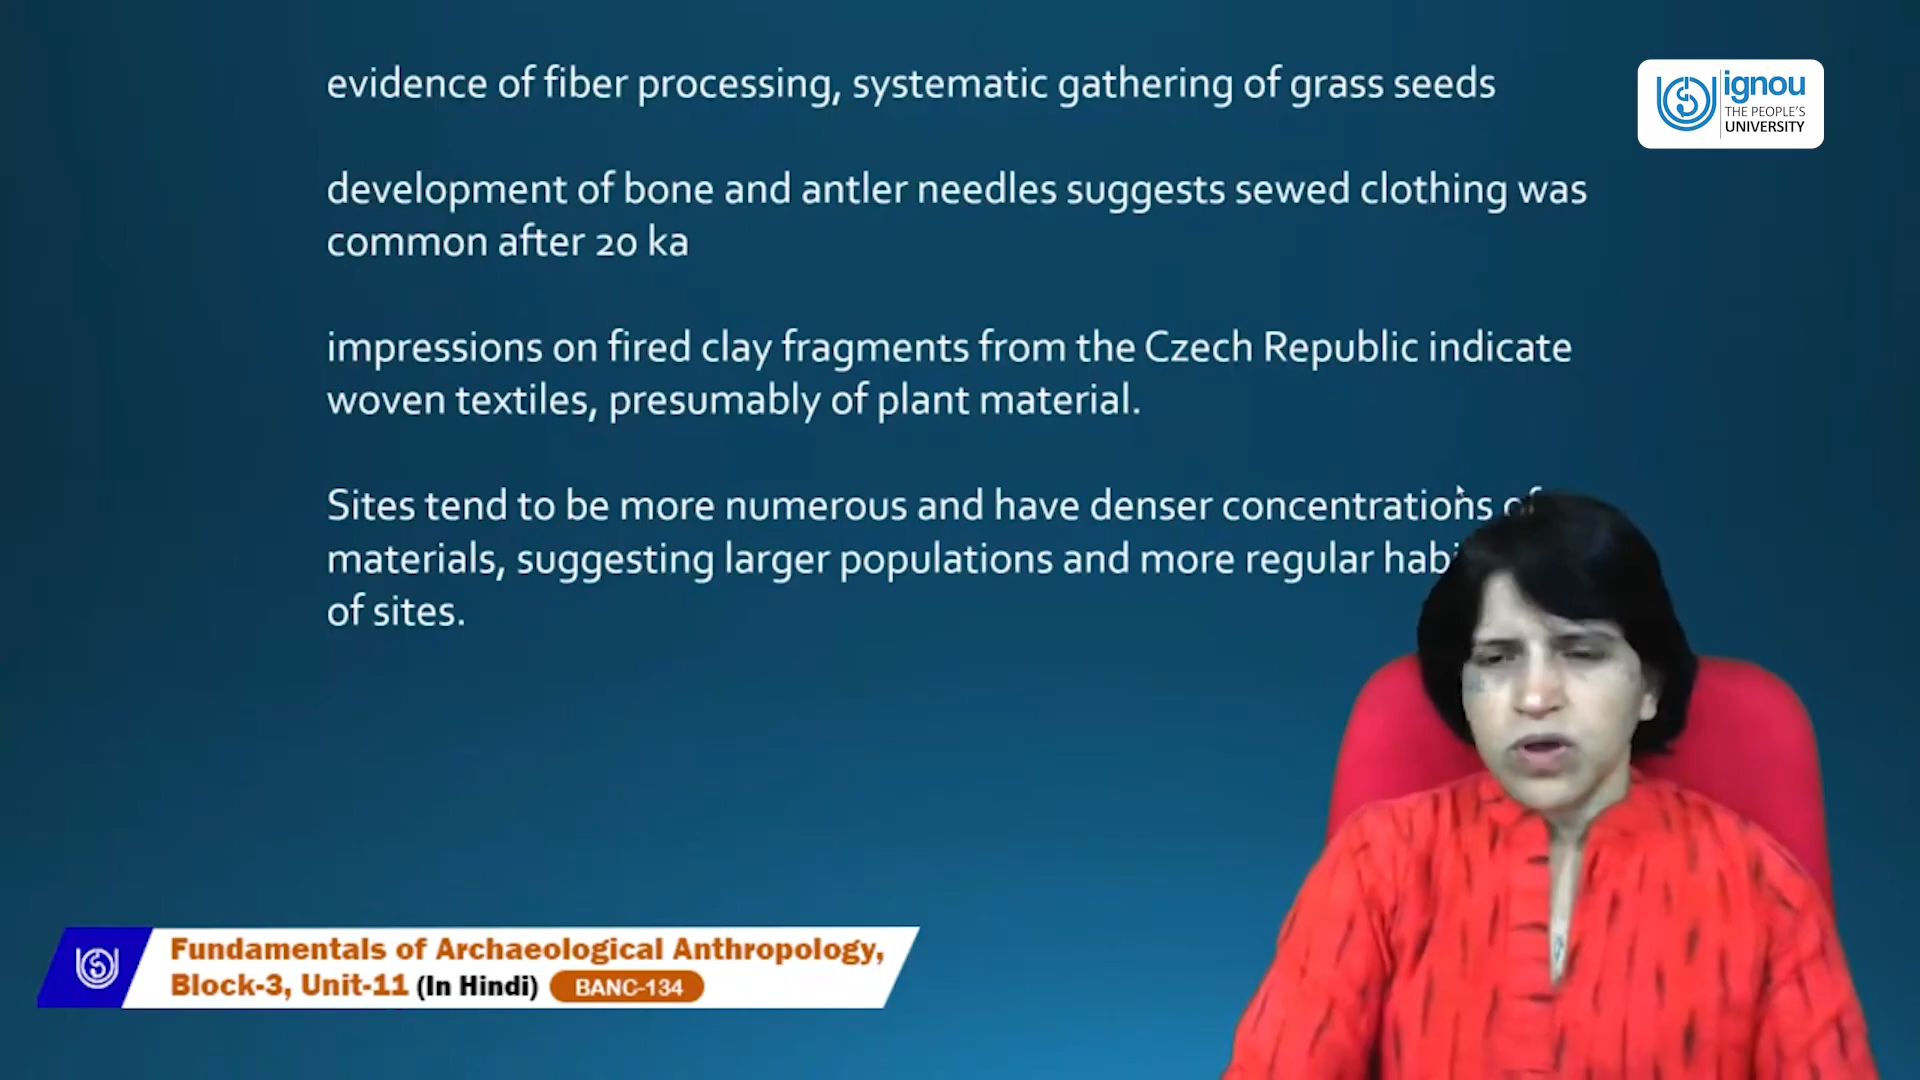 evidence of fiber processing, systematic gathering of grass seeds
development of bone and antler needles suggests sewed clothing was
common after 20 ka
impressions on fired clay fragments from the Czech Republic indicate
woven textiles, presumably of plant material.
Sites tend to be more numerous and have denser concentrations of
materials, suggesting larger populations and more regular
of sites.
ignou
THE PEOPLE'S
UNIVERSITY
Fundamentals of Archaeological Anthropology,
Block-3, Unit-11 (In Hindi) BANC-134